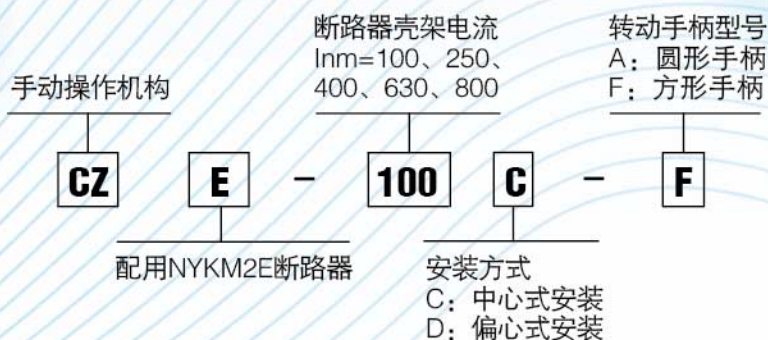 断路器壳架电流
Inm=100、250、
400、630、800
转动手柄型号
A：圆形手柄
F：方形手柄
手动操作机构
CZ E - 100 C - F
配用NYKM2E断路器
安装方式
C：中心式安装
D：偏心式安装